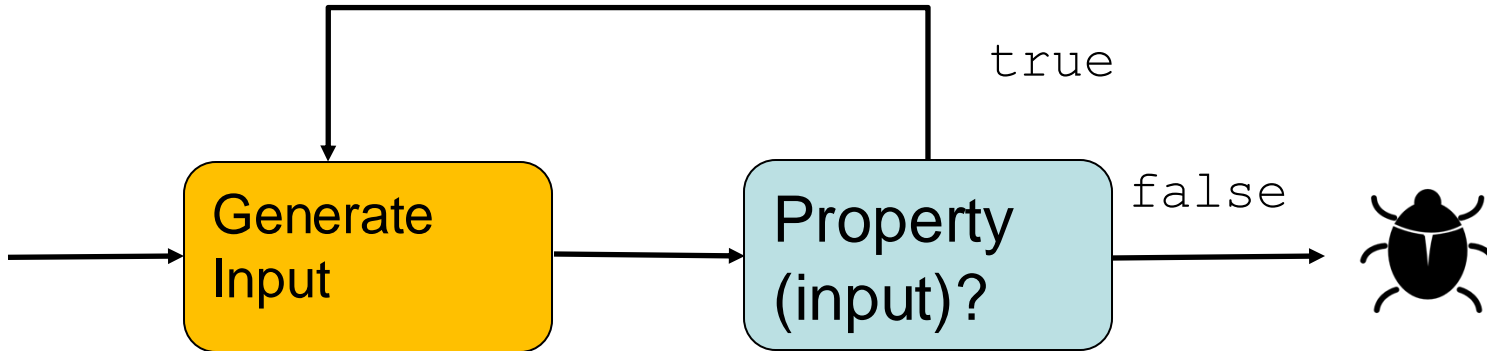 true
Generate
Input
Property
(input)?
false